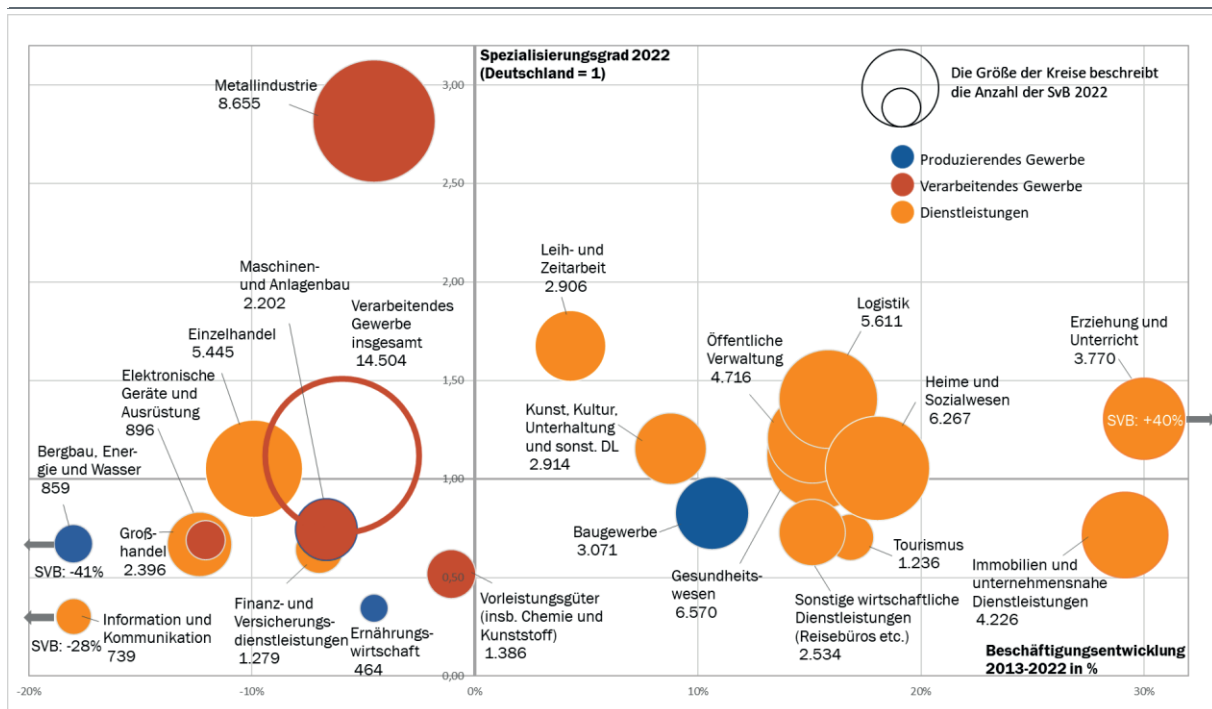 Spezialisierungsgrad 2022
(Deutschland = 1)
Die Größe der Kreise beschreibt
die Anzahl der SvB 2022
Produzierendes Gewerbe
Verarbeitendes Gewerbe
Dienstleistungen
3,00
2,50
2,00
1,50
1,00
0,50
0,00
Metallindustrie
8.655
Maschinen-
und Anlagenbau
2.202
Verarbeitendes
Gewerbe
insgesamt
14.504
Einzelhandel
5.445
Elektronische
Geräte und
Ausrüstung
896
Bergbau, Ener-
gie und Wasser
859
SVB: -41%
Groß-
handel
2.396
SVB: -28%
Information und
Kommunikation
739
Finanz- und
Versicherungs-
dienstleistungen
1.279
Ernährungs-
wirtschaft
464
Vorleistungsgüter
(insb. Chemie und
Kunststoff)
1.386
Leih- und
Zeitarbeit
2.906
Kunst, Kultur,
Unterhaltung
und sonst. DL
2.914
Baugewerbe
3.071
Öffentliche
Verwaltung
4.716
Logistik
5.611
Heime und
Sozialwesen
6.267
Erziehung und
Unterricht
3.770
SVB: +40%
Gesundheits-
wesen
6.570
Sonstige wirtschaftliche
Dienstleistungen
(Reisebüros etc.)
2.534
Tourismus
1.236
Immobilien und
unternehmensnahe
Dienstleistungen
4.226
Beschäftigungsentwicklung
2013-2022 in %
-20%
-10%
0%
10%
20%
30%